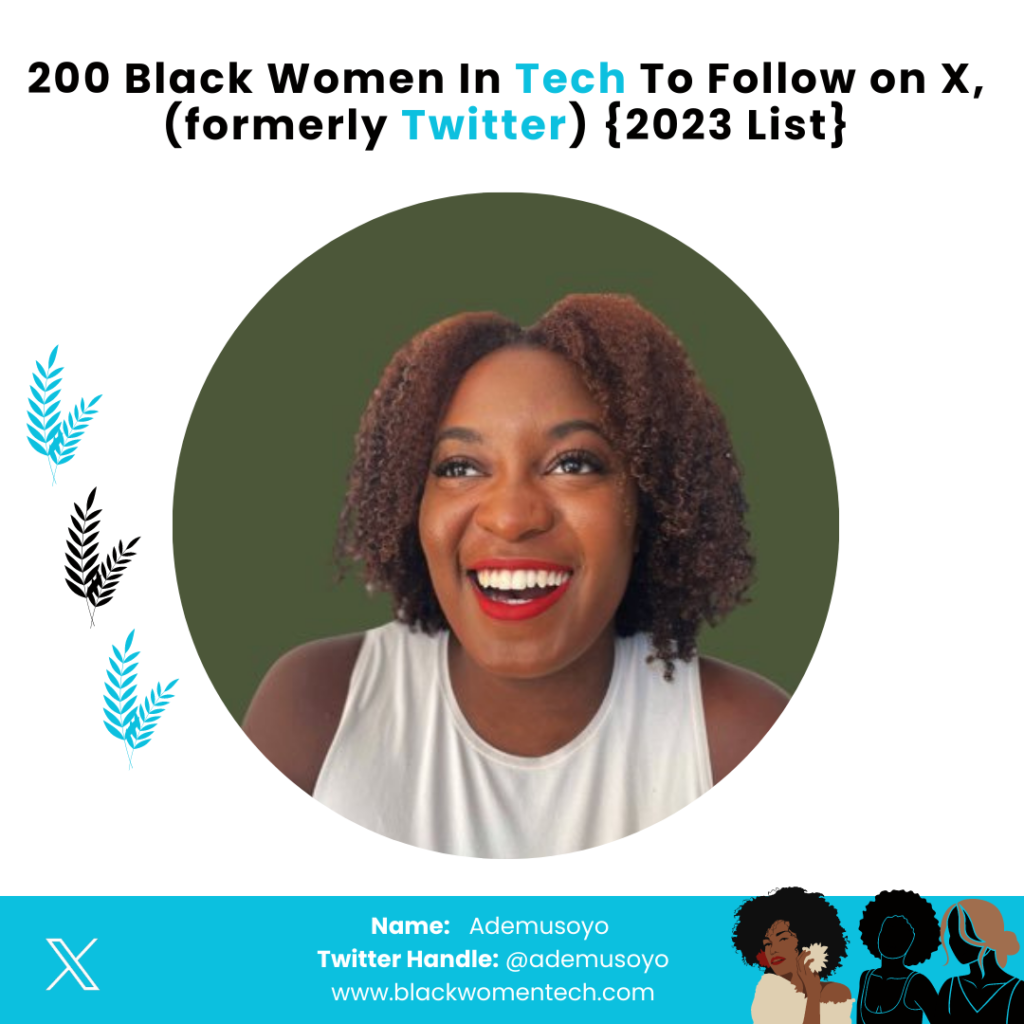 200 Black Women In Tech To Follow on X,
(formerly Twitter) {2023 List}
Name: Ademusoyo
Twitter Handle: @ademusoyo
www.blackwomentech.com